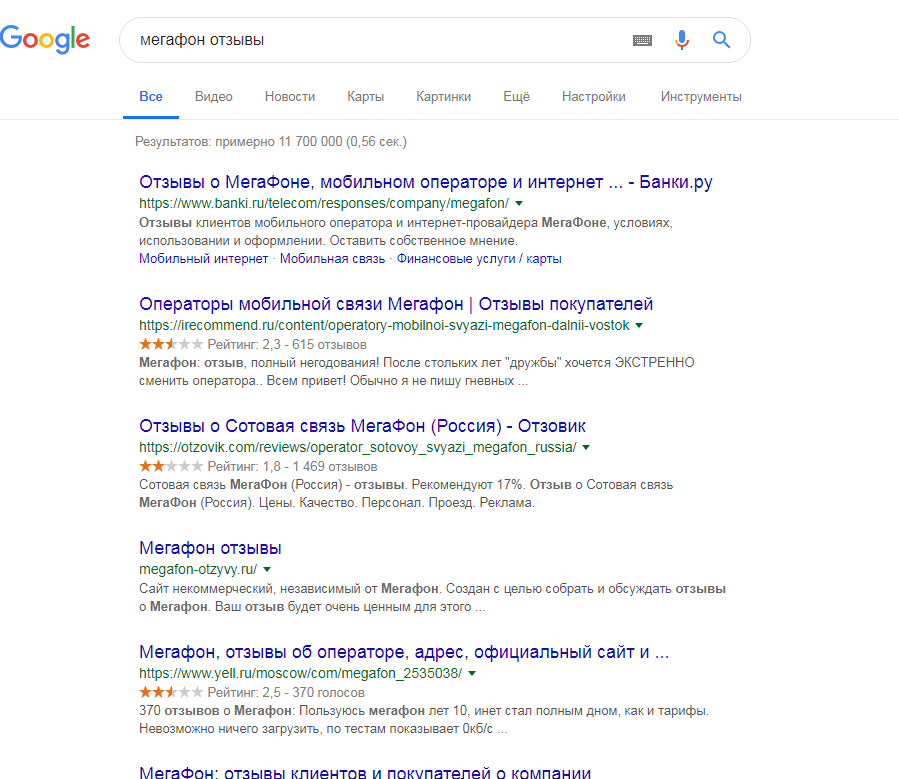 Google
мегафон отзывы
Все Видео Новости Карты Картинки Ещё Настройки Инструменты
Результатов: примерно 11 700 000 (0,56 сек.)
Отзывы о МегаФоне, мобильном операторе и интернет ... - Банки.ру
https://www.banki.ru/telecom/responses/company/megafon/
Отзывы клиентов мобильного оператора и интернет-провайдера МегаФоне, условиях,
использовании и оформлении. Оставить собственное мнение.
Мобильный интернет · Мобильная связь · Финансовые услуги / карты
Операторы мобильной связи Мегафон | Отзывы покупателей
https://irecommend.ru/content/operatory-mobilnoi-svyazi-megafon-dalnii-vostok
Рейтинг: 2,3 - 615 отзывов
Мегафон: отзыв, полный негодования! После стольких лет "дружбы" хочется ЭКСТРЕННО
сменить оператора.. Всем привет! Обычно я не пишу гневных ...
Отзывы о Сотовая связь МегаФон (Россия) - Отзовик
https://otzovik.com/reviews/operator_sotovoy_svyazi_megafon_russia/
Рейтинг: 1,8 - 1 469 отзывов
Сотовая связь МегаФон (Россия) - отзывы. Рекомендуют 17%. Отзыв о Сотовая связь
МегаФон (Россия). Цены. Качество. Персонал. Проезд. Реклама.
Мегафон отзывы
megafon-otzyvy.ru/
Сайт некоммерческий, независимый от Мегафон. Создан с целью собрать и обсуждать отзывы
о Мегафон. Ваш отзыв будет очень ценным для этого ...
Мегафон, отзывы об операторе, адрес, официальный сайт и ...
https://www.yell.ru/moscow/com/megafon_2535038/
Рейтинг: 2,5 - 370 голосов
370 отзывов о Мегафон: Пользуюсь мегафон лет 10, инет стал полным дном, как и тарифы.
Невозможно ничего загрузить, по тестам показывает 0кб/с ...
МегаФон: отзывы клиентов и покупателей о компании